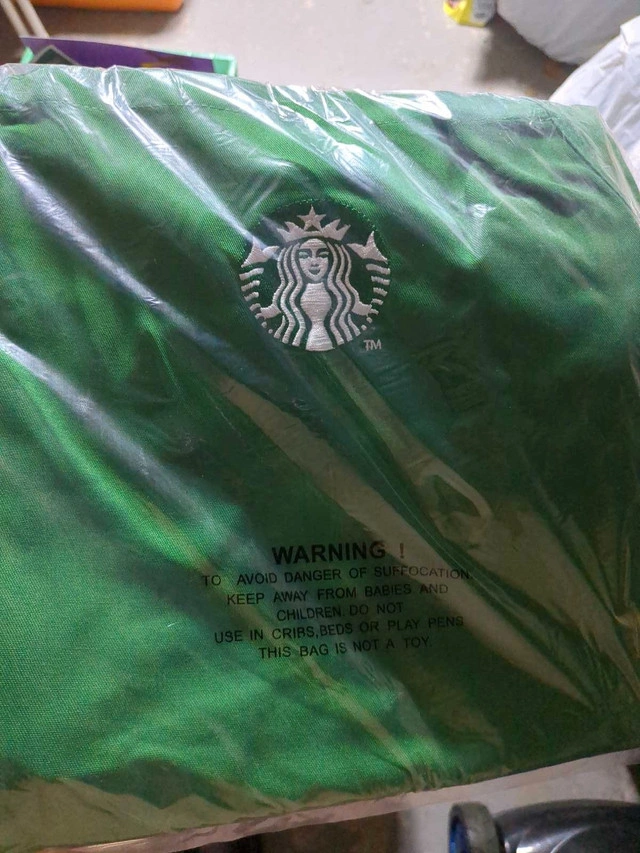 TM
WARNING !
TO AVOID DANGER OF SUFFOCATION.
KEEP AWAY FROM BABIES AND
CHILDREN. DO NOT
USE IN CRIBS,BEDS OR PLAY PENS
THIS BAG IS NOT A TOY.